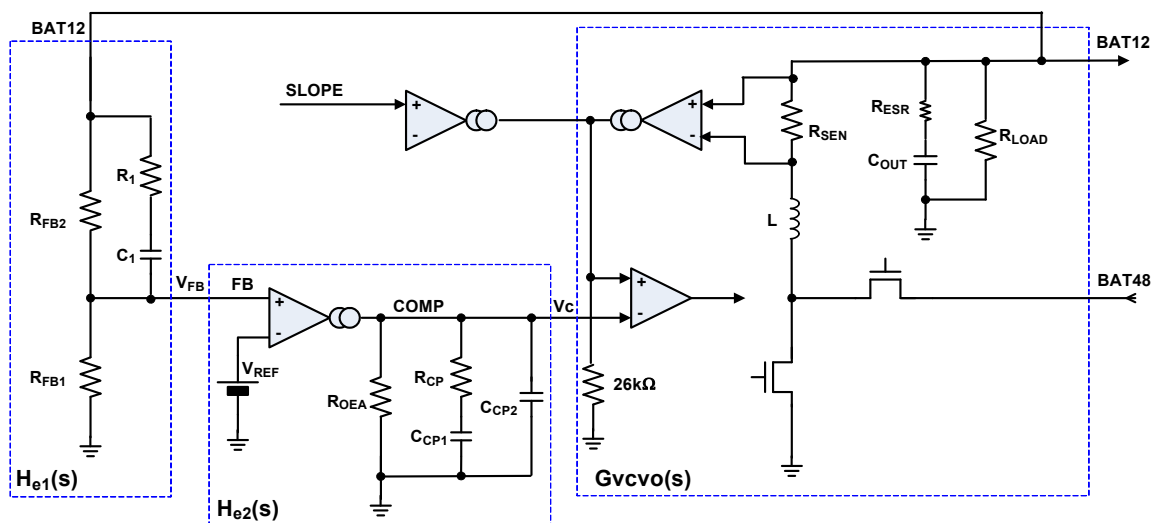 BAT12
BAT12
SLOPE
+
-
+
-
R_SEN
R_ESR
C_OUT
R_LOAD
R_1
R_FB2
C_1
L
V_FB
FB
+
-
COMP
Vc
+
-
BAT48
V_REF
R_FB1
R_OEA
R_CP
C_CP1
C_CP2
26kΩ
H_e1(s)
H_e2(s)
Gvcvo(s)